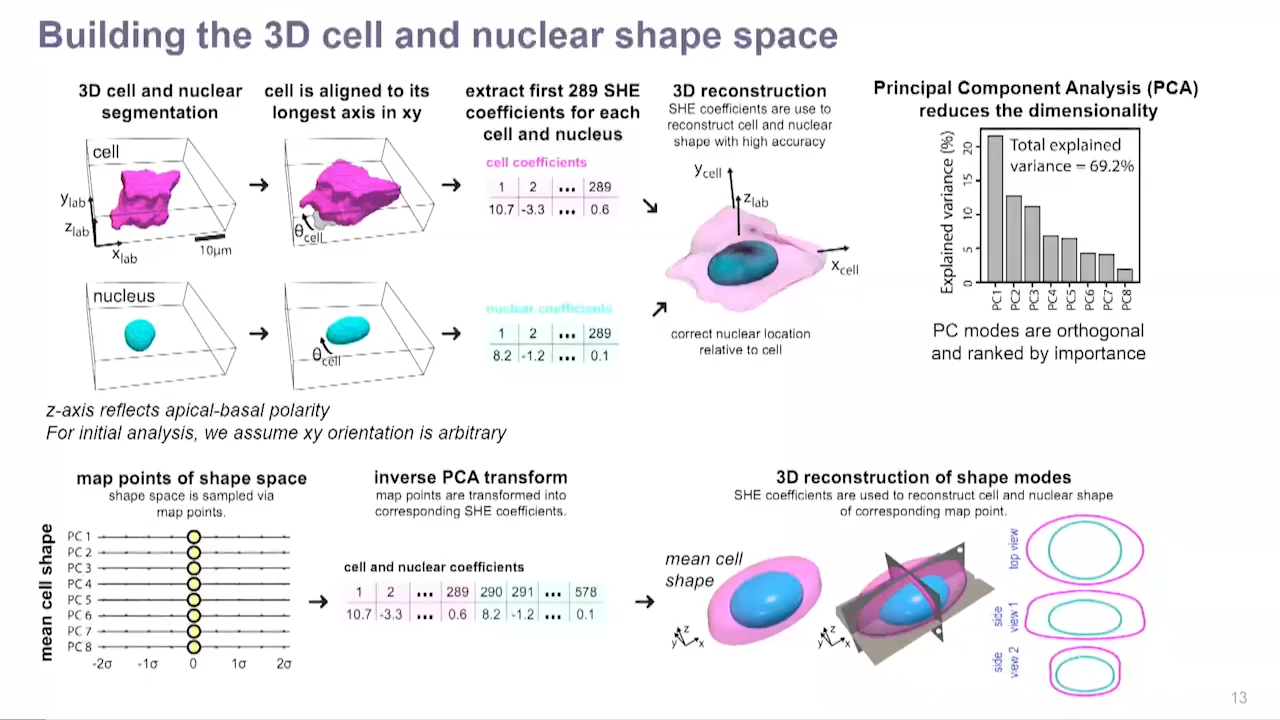 Building the 3D cell and nuclear shape space
3D cell and nuclear
segmentation
cell
ylab
zlab
xlab
10µm
nucleus
cell is aligned to its
longest axis in xy
θcell
θcell
extract first 289 SHE
coefficients for each
cell and nucleus
cell coefficients
1 2 ... 289
10.7 -3.3 ... 0.6
nuclear coefficients
1 2 ... 289
8.2 -1.2 ... 0.1
3D reconstruction
SHE coefficients are use to
reconstruct cell and nuclear
shape with high accuracy
ycell
zlab
xcell
correct nuclear location
relative to cell
Principal Component Analysis (PCA)
reduces the dimensionality
Total explained
variance = 69.2%
Explained variance (%)
20
15
10
5
0
PC1 PC2 PC3 PC4 PC5 PC6 PC7 PC8
PC modes are orthogonal
and ranked by importance
z-axis reflects apical-basal polarity
For initial analysis, we assume xy orientation is arbitrary
map points of shape space
shape space is sampled via
map points.
mean cell shape
PC 1
PC 2
PC 3
PC 4
PC 5
PC 6
PC 7
PC 8
-2σ -1σ 0 1σ 2σ
inverse PCA transform
map points are transformed into
corresponding SHE coefficients.
cell and nuclear coefficients
1 2 ... 289 290 291 ... 578
10.7 -3.3 ... 0.6 8.2 -1.2 ... 0.1
3D reconstruction of shape modes
SHE coefficients are used to reconstruct cell and nuclear shape
of corresponding map point.
mean cell
shape
z
y
x
z
y
x
top view
side
view 1
side
view 2
13